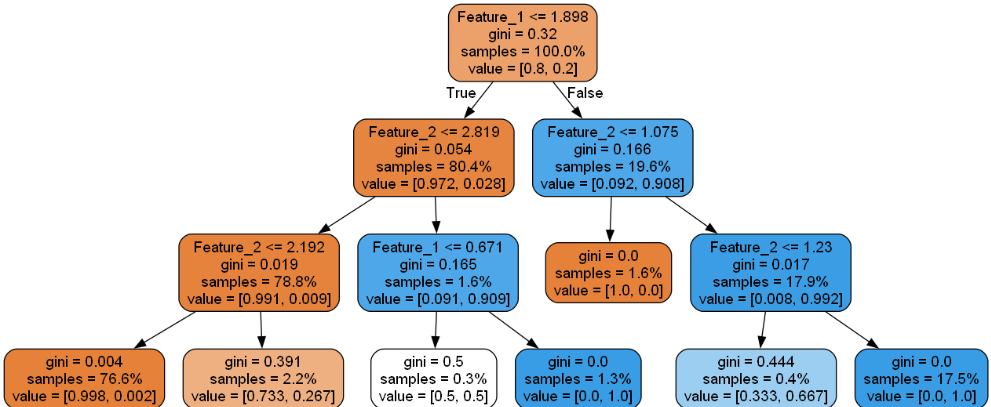 Feature_1 <= 1.898
gini = 0.32
samples = 100.0%
value = [0.8, 0.2]
True
False
Feature_2 <= 2.819
gini = 0.054
samples = 80.4%
value = [0.972, 0.028]
Feature_2 <= 1.075
gini = 0.166
samples = 19.6%
value = [0.092, 0.908]
Feature_2 <= 2.192
gini = 0.019
samples = 78.8%
value = [0.991, 0.009]
Feature_1 <= 0.671
gini = 0.165
samples = 1.6%
value = [0.091, 0.909]
gini = 0.0
samples = 1.6%
value = [1.0, 0.0]
Feature_2 <= 1.23
gini = 0.017
samples = 17.9%
value = [0.008, 0.992]
gini = 0.004
samples = 76.6%
value = [0.998, 0.002]
gini = 0.391
samples = 2.2%
value = [0.733, 0.267]
gini = 0.5
samples = 0.3%
value = [0.5, 0.5]
gini = 0.0
samples = 1.3%
value = [0.0, 1.0]
gini = 0.444
samples = 0.4%
value = [0.333, 0.667]
gini = 0.0
samples = 17.5%
value = [0.0, 1.0]